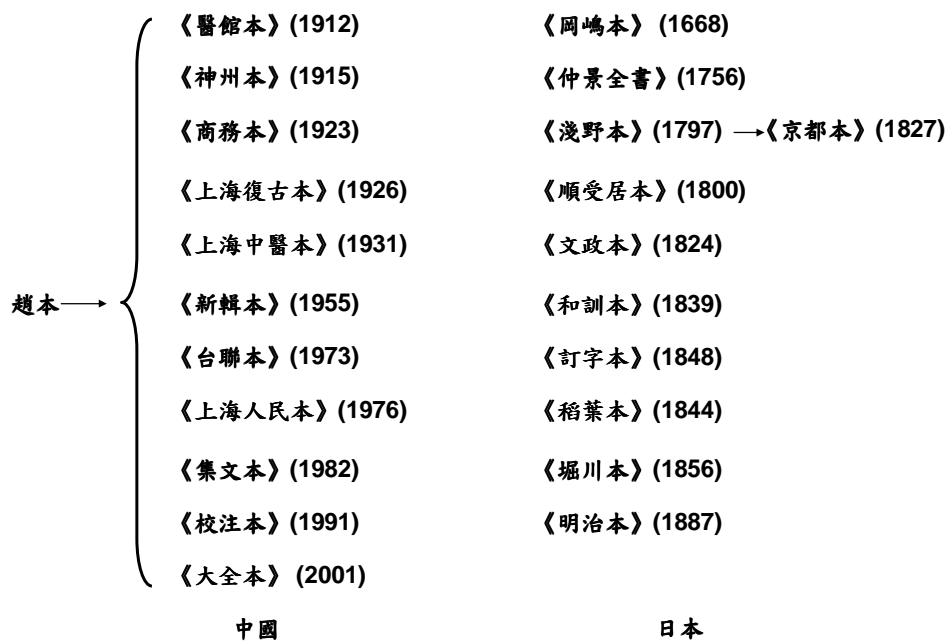 《醫館本》(1912) 《岡嶋本》 (1668)
《神州本》(1915) 《仲景全書》(1756)
《商務本》(1923) 《淺野本》(1797) 《京都本》(1827)
《上海復古本》(1926) 《順受居本》(1800)
《上海中醫本》(1931) 《文政本》(1824)
趙本 《新輯本》(1955) 《和訓本》(1839)
《台聯本》(1973) 《訂字本》(1848)
《上海人民本》(1976) 《稻葉本》(1844)
《集文本》(1982) 《堀川本》(1856)
《校注本》(1991) 《明治本》(1887)
《大全本》 (2001)
中國 日本